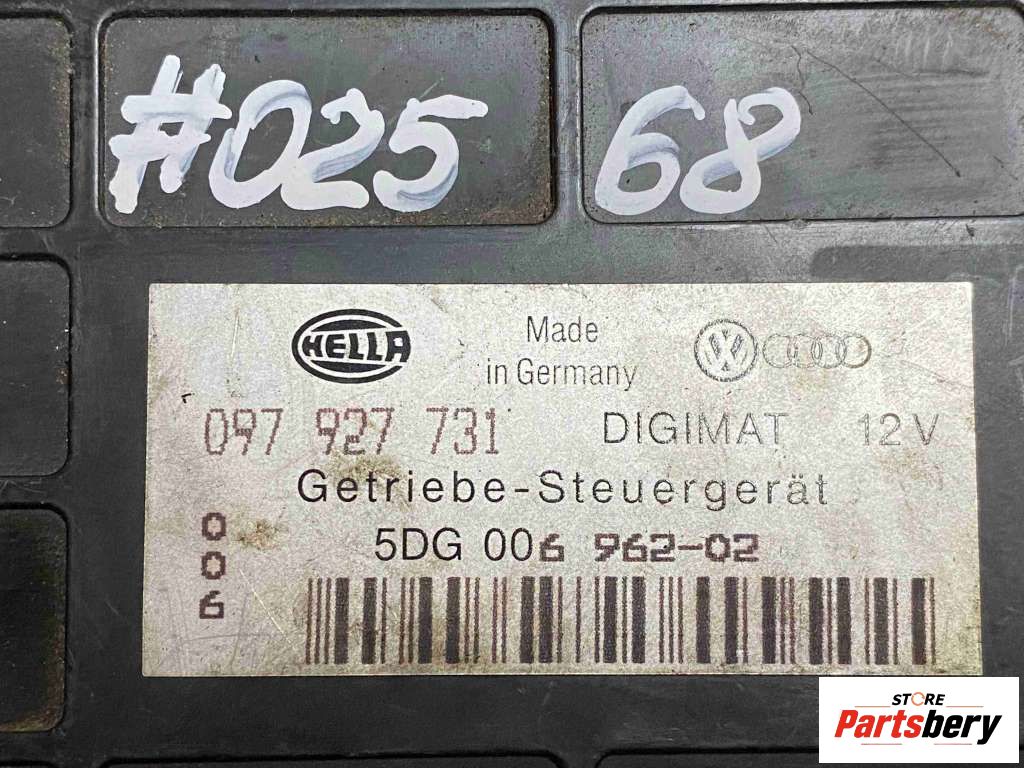 #025 68
HELLA
Made
in Germany
097 927 731 DIGIMAT 12 V
Getriebe-Steuergerät
006
5DG 006 962-02
STORE
Partsbery